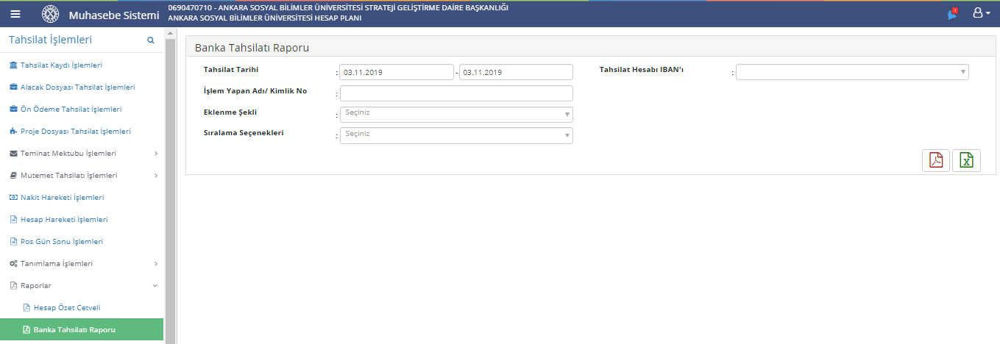 Muhasebe Sistemi
0690470710 - ANKARA SOSYAL BİLİMLER ÜNİVERSİTESİ STRATEJİ GELİŞTİRME DAİRE BAŞKANLIĞI
ANKARA SOSYAL BİLİMLER ÜNİVERSİTESİ HESAP PLANI
Tahsilat İşlemleri
Tahsilat Kaydı İşlemleri
Alacak Dosyası Tahsilat İşlemleri
Ön Ödeme Tahsilat İşlemleri
Proje Dosyası Tahsilat İşlemleri
Teminat Mektubu İşlemleri
Mutemet Tahsilatı İşlemleri
Nakit Hareketi İşlemleri
Hesap Hareketi İşlemleri
Pos Gün Sonu İşlemleri
Tanımlama İşlemleri
Raporlar
Hesap Özet Cetveli
Banka Tahsilatı Raporu
Banka Tahsilatı Raporu
Tahsilat Tarihi : 03.11.2019 - 03.11.2019 Tahsilat Hesabı IBAN'ı :
İşlem Yapan Adı/ Kimlik No :
Eklenme Şekli : Seçiniz
Sıralama Seçenekleri : Seçiniz